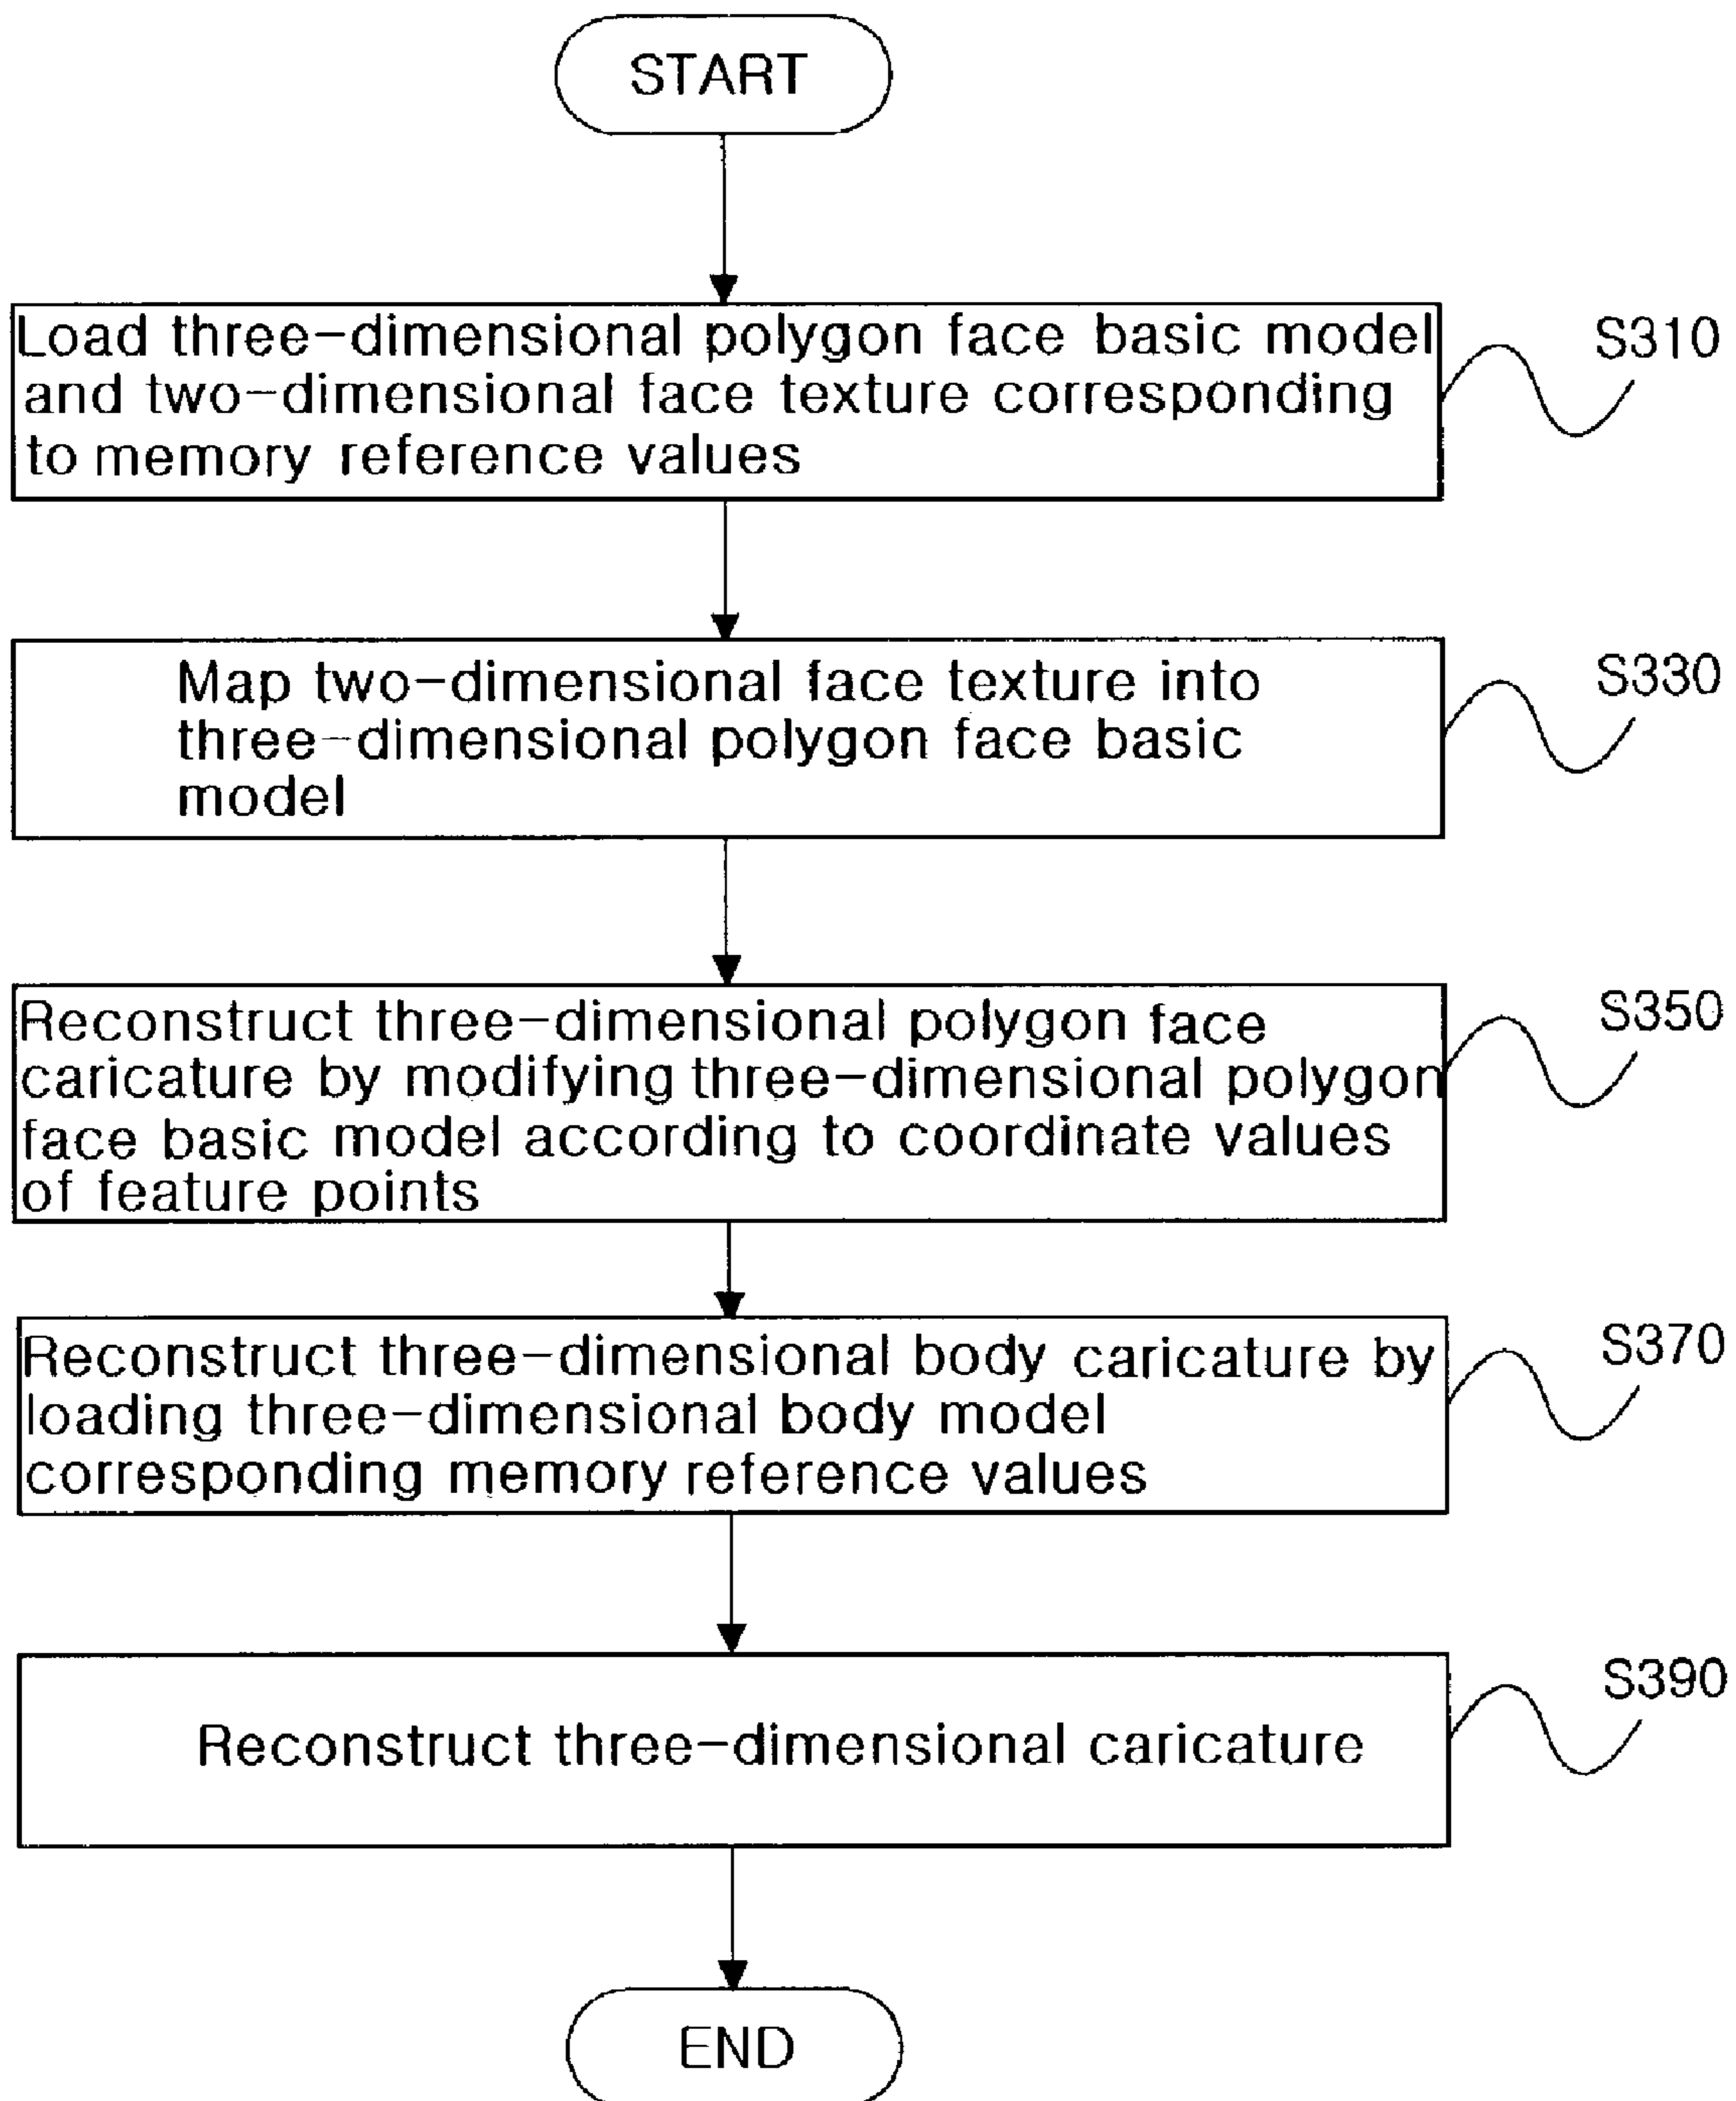 START
Load three-dimensional polygon face basic model
and two-dimensional face texture corresponding
to memory reference values
S310
Map two-dimensional face texture into
three-dimensional polygon face basic
model
S330
Reconstruct three-dimensional polygon face
caricature by modifying three-dimensional polygon
face basic model according to coordinate values
of feature points
S350
Reconstruct three-dimensional body caricature by
loading three-dimensional body model
corresponding memory reference values
S370
Reconstruct three-dimensional caricature
S390
END